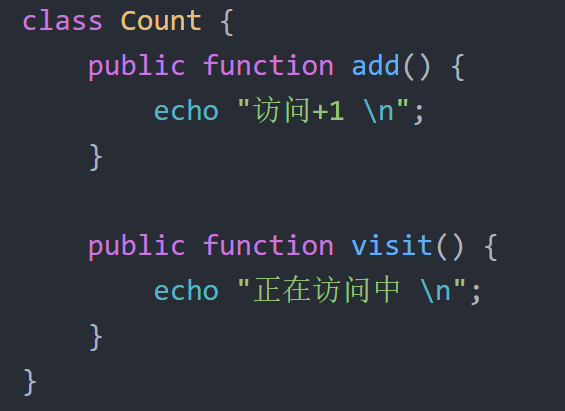 class Count {
    public function add() {
        echo "访问+1 \n";
    }

    public function visit() {
        echo "正在访问中 \n";
    }
}